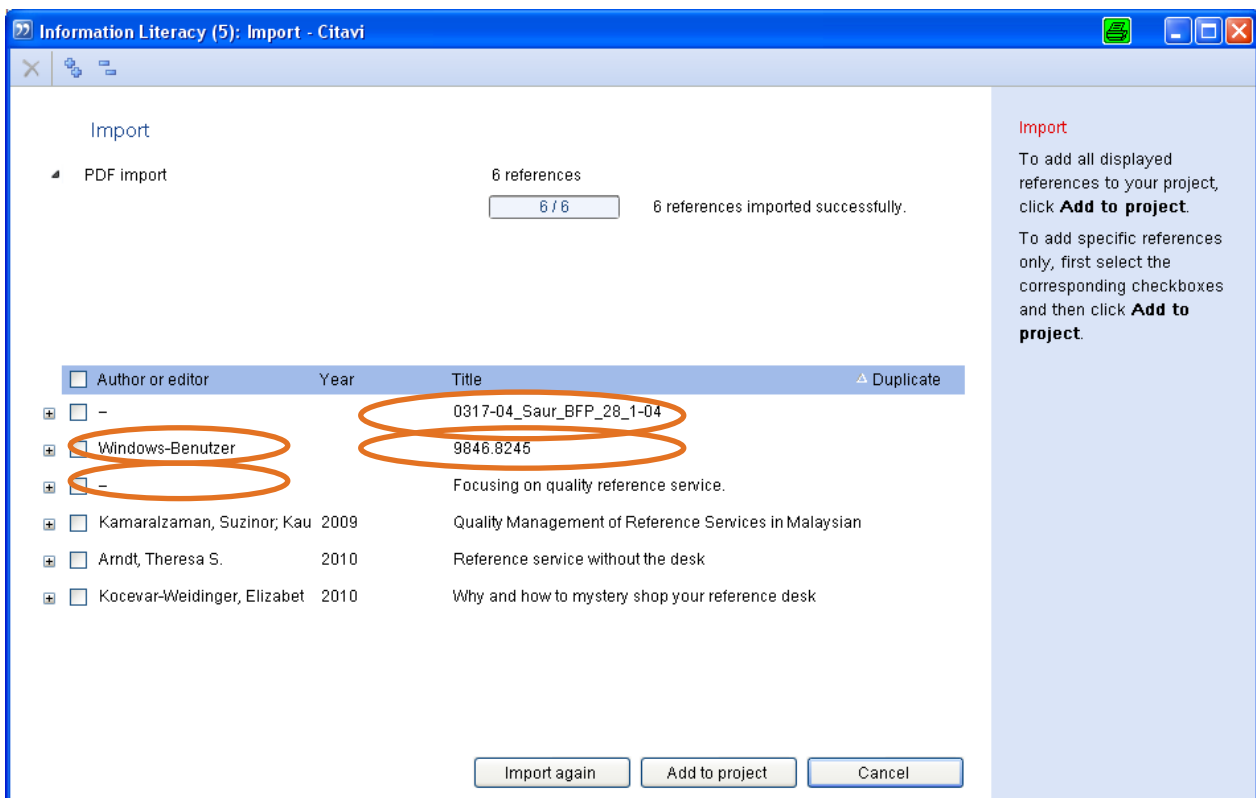 Information Literacy (5): Import - Citavi
Import
PDF import 6 references
6 / 6 6 references imported successfully.
Author or editor Year Title Duplicate
– 0317-04_Saur_BFP_28_1-04
Windows-Benutzer 9846.8245
– Focusing on quality reference service.
Kamaralzaman, Suzinor; Kau 2009 Quality Management of Reference Services in Malaysian
Arndt, Theresa S. 2010 Reference service without the desk
Kocevar-Weidinger, Elizabet 2010 Why and how to mystery shop your reference desk
Import again Add to project Cancel
Import
To add all displayed
references to your project,
click Add to project.
To add specific references
only, first select the
corresponding checkboxes
and then click Add to
project.